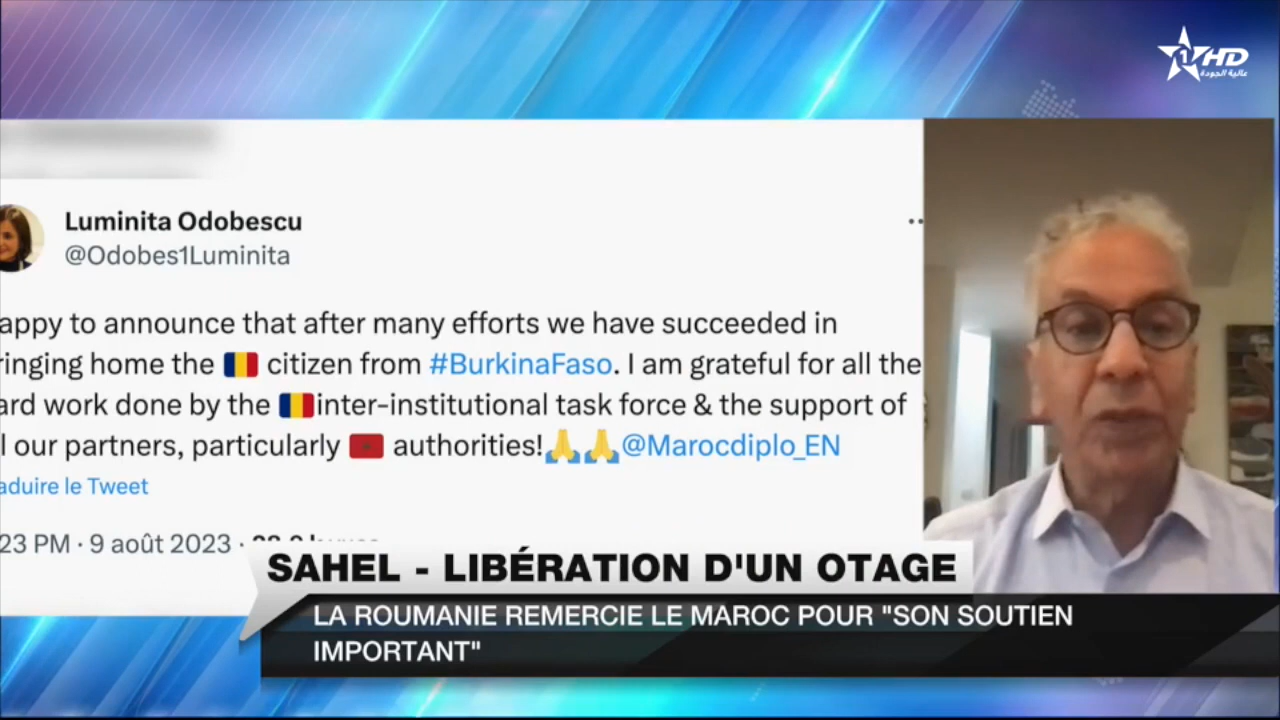 1 HD
عالية الجودة
Luminita Odobescu
@Odobes1Luminita
appy to announce that after many efforts we have succeeded in
ringing home the 🇷🇴 citizen from #BurkinaFaso. I am grateful for all the
ard work done by the 🇷🇴inter-institutional task force & the support of
l our partners, particularly 🇲🇦 authorities!🙏🙏@Marocdiplo_EN
aduire le Tweet
23 PM · 9 août 2023 ·
SAHEL - LIBÉRATION D'UN OTAGE
LA ROUMANIE REMERCIE LE MAROC POUR "SON SOUTIEN
IMPORTANT"